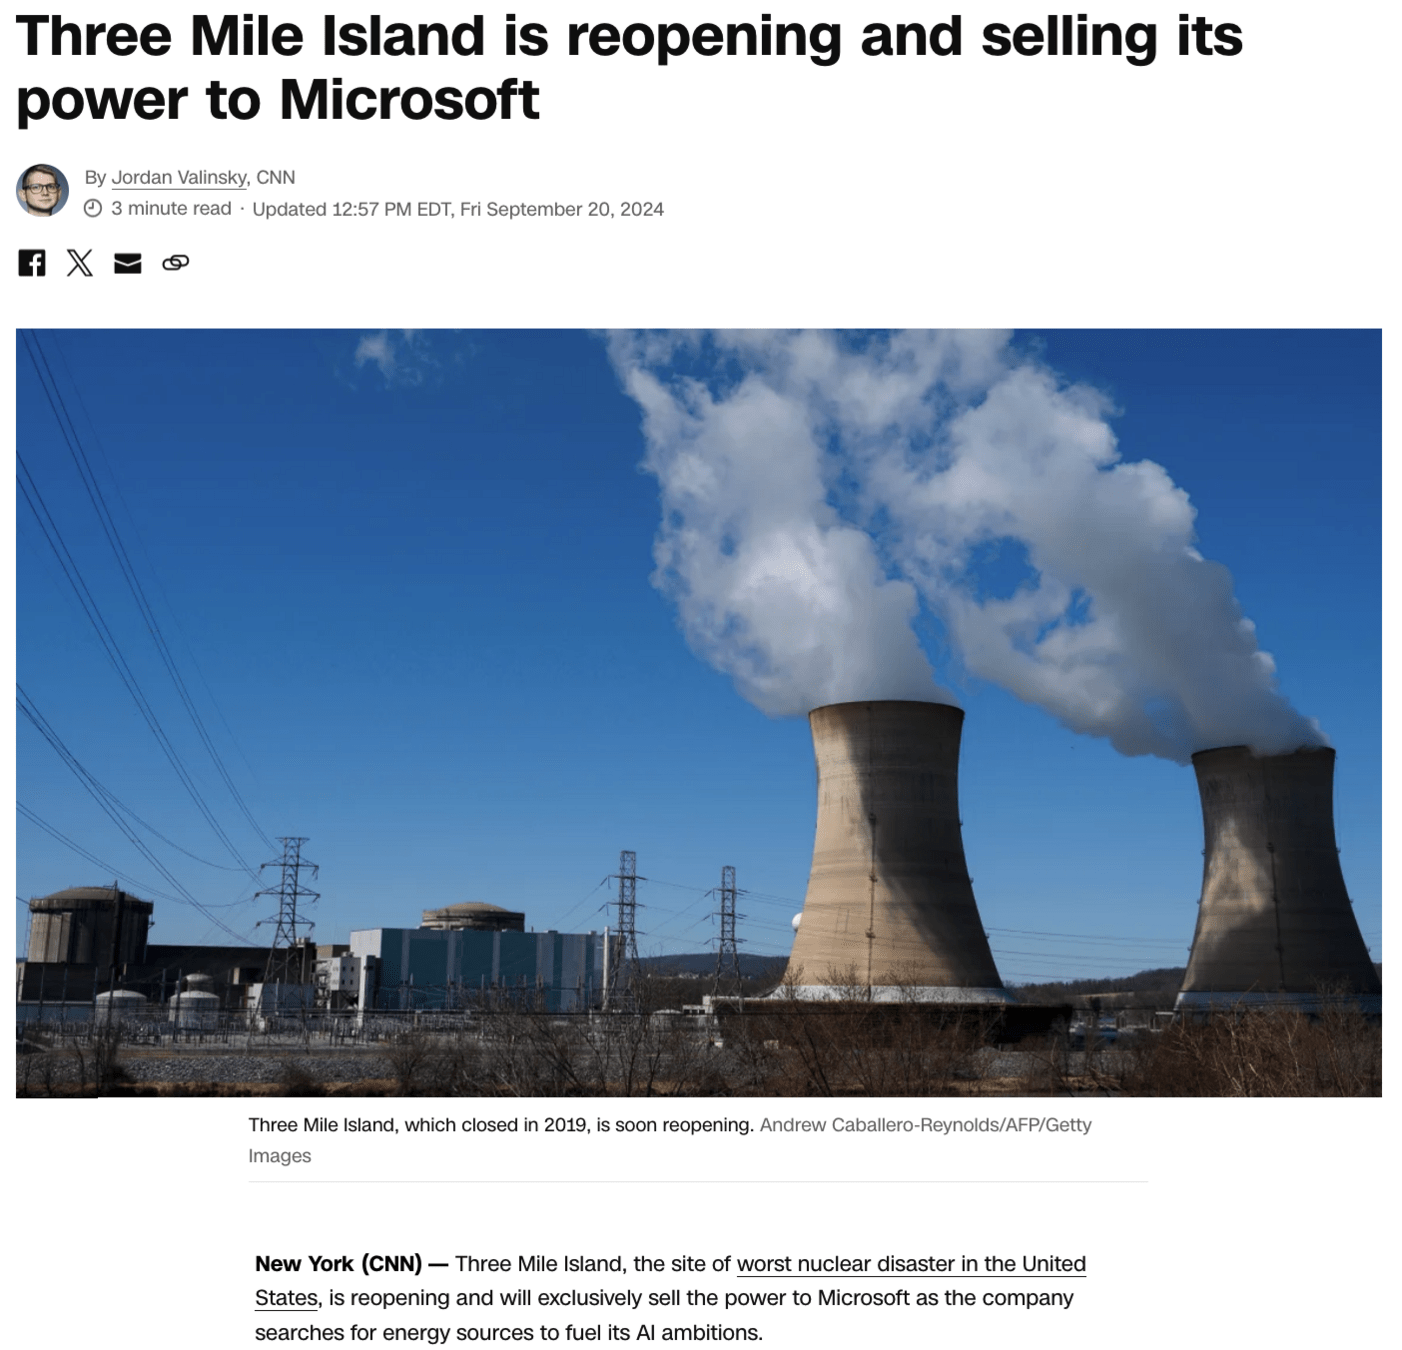 Three Mile Island is reopening and selling its
power to Microsoft
By Jordan Valinsky, CNN
3 minute read · Updated 12:57 PM EDT, Fri September 20, 2024
Three Mile Island, which closed in 2019, is soon reopening. Andrew Caballero-Reynolds/AFP/Getty
Images
New York (CNN) — Three Mile Island, the site of worst nuclear disaster in the United
States, is reopening and will exclusively sell the power to Microsoft as the company
searches for energy sources to fuel its AI ambitions.